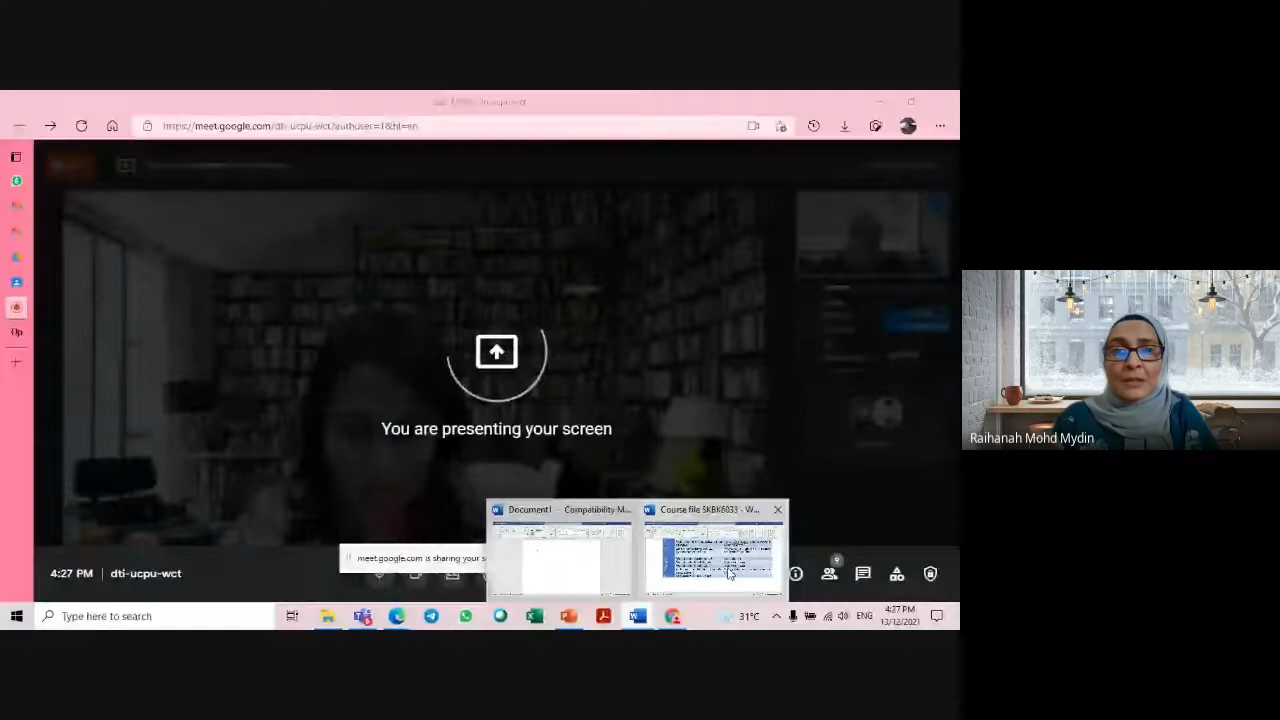 https://meet.google.com/dti-ucpu-wct?authuser=1&hl=en
You are presenting your screen
Document1 - Compatibility M...
Course file SKBK6033 - W...
meet.google.com is sharing your s
4:27 PM | dti-ucpu-wct
9
Type here to search
31°C
ENG
4:27 PM
13/12/2021
Raihanah Mohd Mydin